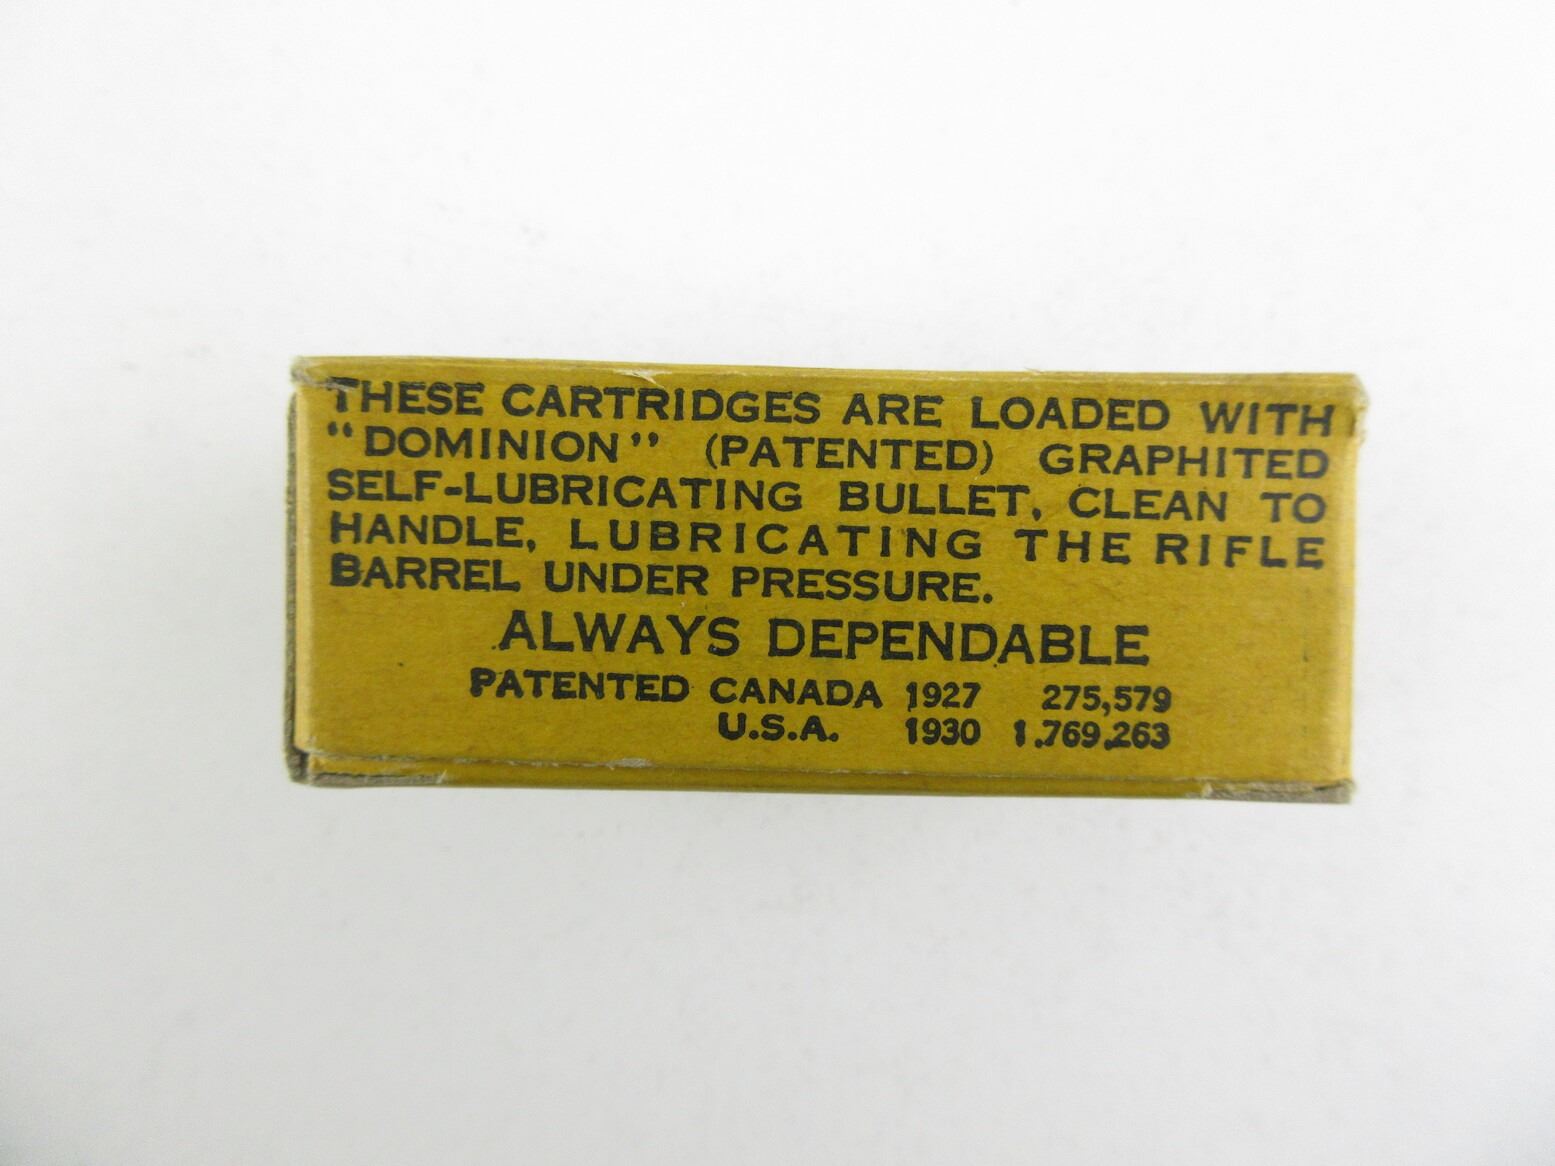 THESE CARTRIDGES ARE LOADED WITH
"DOMINION" (PATENTED) GRAPHITED
SELF-LUBRICATING BULLET, CLEAN TO
HANDLE, LUBRICATING THE RIFLE
BARREL UNDER PRESSURE.
ALWAYS DEPENDABLE
PATENTED CANADA 1927 275,579
U.S.A. 1930 1.769.263